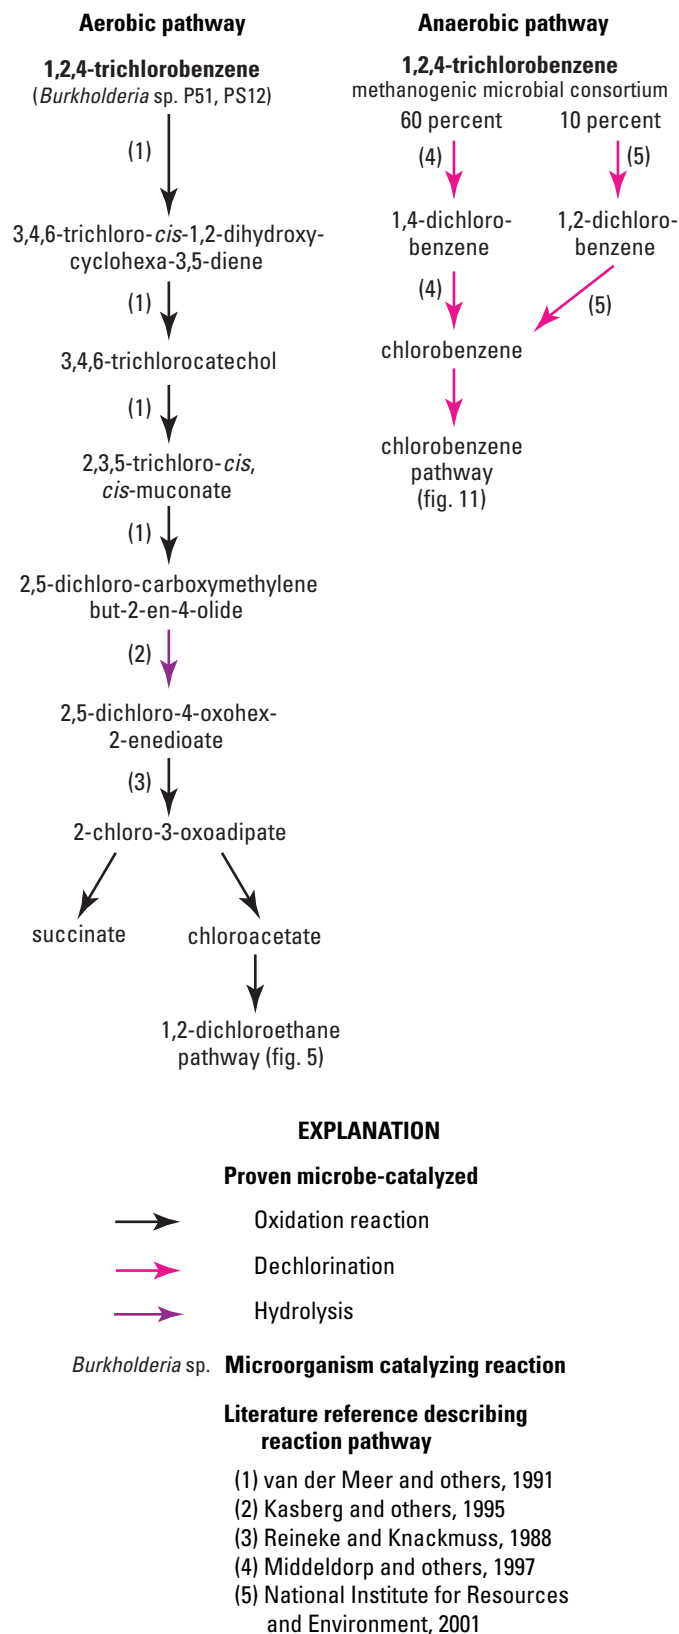 Aerobic pathway
1,2,4-trichlorobenzene
(Burkholderia sp. P51, PS12)
(1)
3,4,6-trichloro-cis-1,2-dihydroxy-
cyclohexa-3,5-diene
(1)
3,4,6-trichlorocatechol
(1)
2,3,5-trichloro-cis,
cis-muconate
(1)
2,5-dichloro-carboxymethylene
but-2-en-4-olide
(2)
2,5-dichloro-4-oxohex-
2-enedioate
(3)
2-chloro-3-oxoadipate
succinate
chloroacetate
1,2-dichloroethane
pathway (fig. 5)
Anaerobic pathway
1,2,4-trichlorobenzene
methanogenic microbial consortium
60 percent
10 percent
(4)
(5)
1,4-dichloro-
benzene
1,2-dichloro-
benzene
(4)
(5)
chlorobenzene
chlorobenzene
pathway
(fig. 11)
EXPLANATION
Proven microbe-catalyzed
Oxidation reaction
Dechlorination
Hydrolysis
Burkholderia sp. Microorganism catalyzing reaction
Literature reference describing
reaction pathway
(1) van der Meer and others, 1991
(2) Kasberg and others, 1995
(3) Reineke and Knackmuss, 1988
(4) Middeldorp and others, 1997
(5) National Institute for Resources
and Environment, 2001